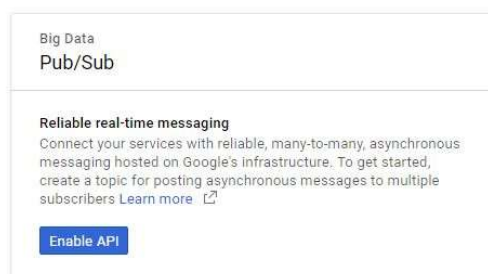 Big Data
Pub/Sub
Reliable real-time messaging
Connect your services with reliable, many-to-many, asynchronous
messaging hosted on Google's infrastructure. To get started,
create a topic for posting asynchronous messages to multiple
subscribers Learn more
Enable API